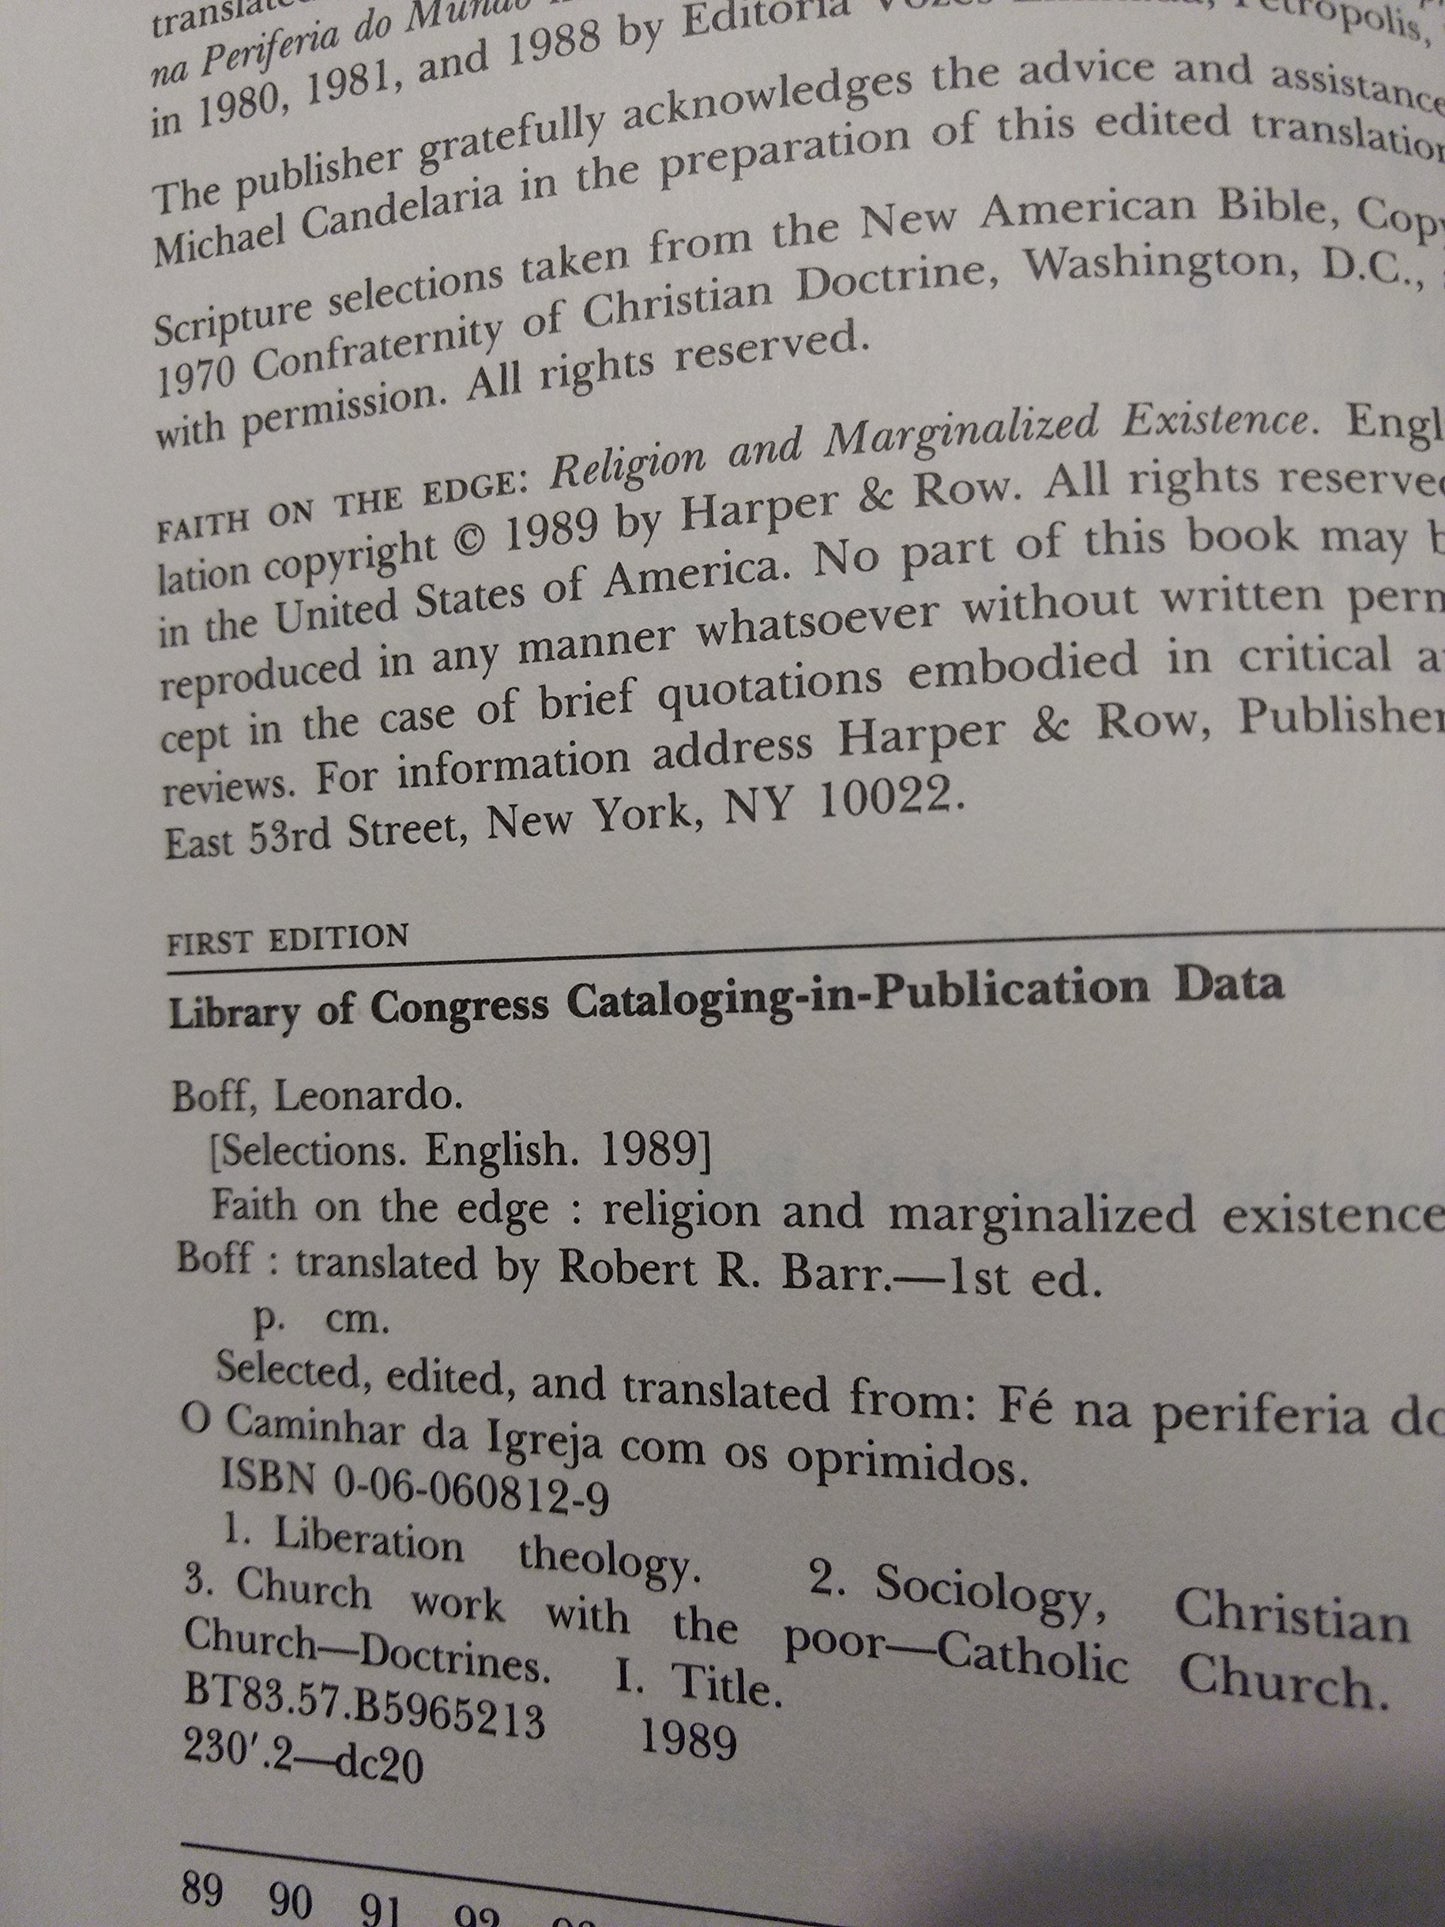 na Periferia do Mundo
in 1980, 1981, and 1988 by Editoria Vozes Petropolis,
The publisher gratefully acknowledges the advice and assistance
Michael Candelaria in the preparation of this edited translation
Scripture selections taken from the New American Bible, Copy
1970 Confraternity of Christian Doctrine, Washington, D.C.,
with permission. All rights reserved.
FAITH ON THE EDGE: Religion and Marginalized Existence. Engl
lation copyright © 1989 by Harper & Row. All rights reserved
in the United States of America. No part of this book may b
reproduced in any manner whatsoever without written perm
cept in the case of brief quotations embodied in critical a
reviews. For information address Harper & Row, Publisher
East 53rd Street, New York, NY 10022.
FIRST EDITION
Library of Congress Cataloging-in-Publication Data
Boff, Leonardo.
[Selections. English. 1989]
Faith on the edge : religion and marginalized existence
Boff : translated by Robert R. Barr.—1st ed.
p. cm.
Selected, edited, and translated from: Fé na periferia do
O Caminhar da Igreja com os oprimidos.
ISBN 0-06-060812-9
1. Liberation theology. 2. Sociology, Christian
3. Church work with the poor—Catholic Church.
Church—Doctrines. I. Title.
BT83.57.B5965213 1989
230′.2—dc20
89 90 91 92